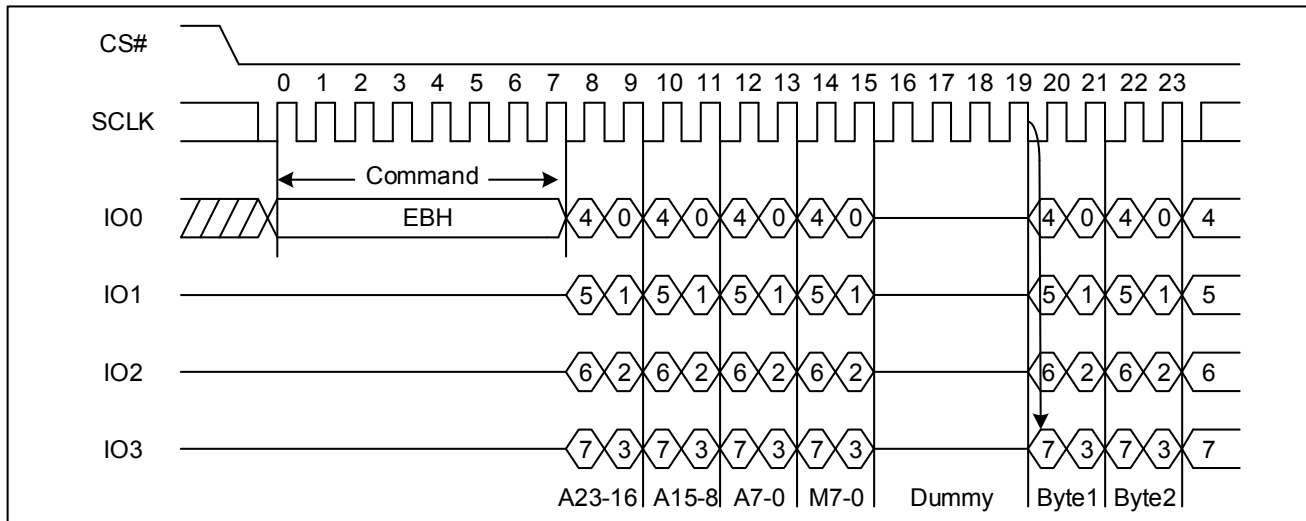 CS#
0 1 2 3 4 5 6 7 8 9 10 11 12 13 14 15 16 17 18 19 20 21 22 23
SCLK
Command
IO0 EBH 4 0 4 0 4 0 4 0 4 0 4 0 4
IO1 5 1 5 1 5 1 5 1 5 1 5 1 5
IO2 6 2 6 2 6 2 6 2 6 2 6 2 6
IO3 7 3 7 3 7 3 7 3 7 3 7 3 7
A23-16 A15-8 A7-0 M7-0 Dummy Byte1 Byte2